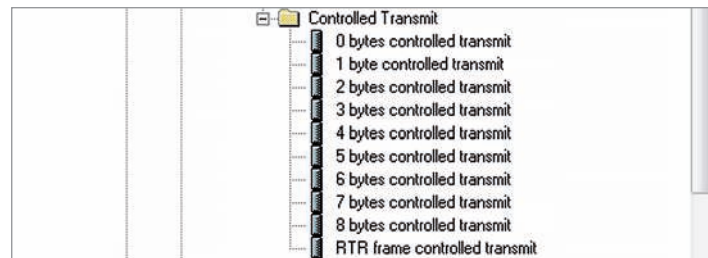 Controlled Transmit
0 bytes controlled transmit
1 byte controlled transmit
2 bytes controlled transmit
3 bytes controlled transmit
4 bytes controlled transmit
5 bytes controlled transmit
6 bytes controlled transmit
7 bytes controlled transmit
8 bytes controlled transmit
RTR frame controlled transmit